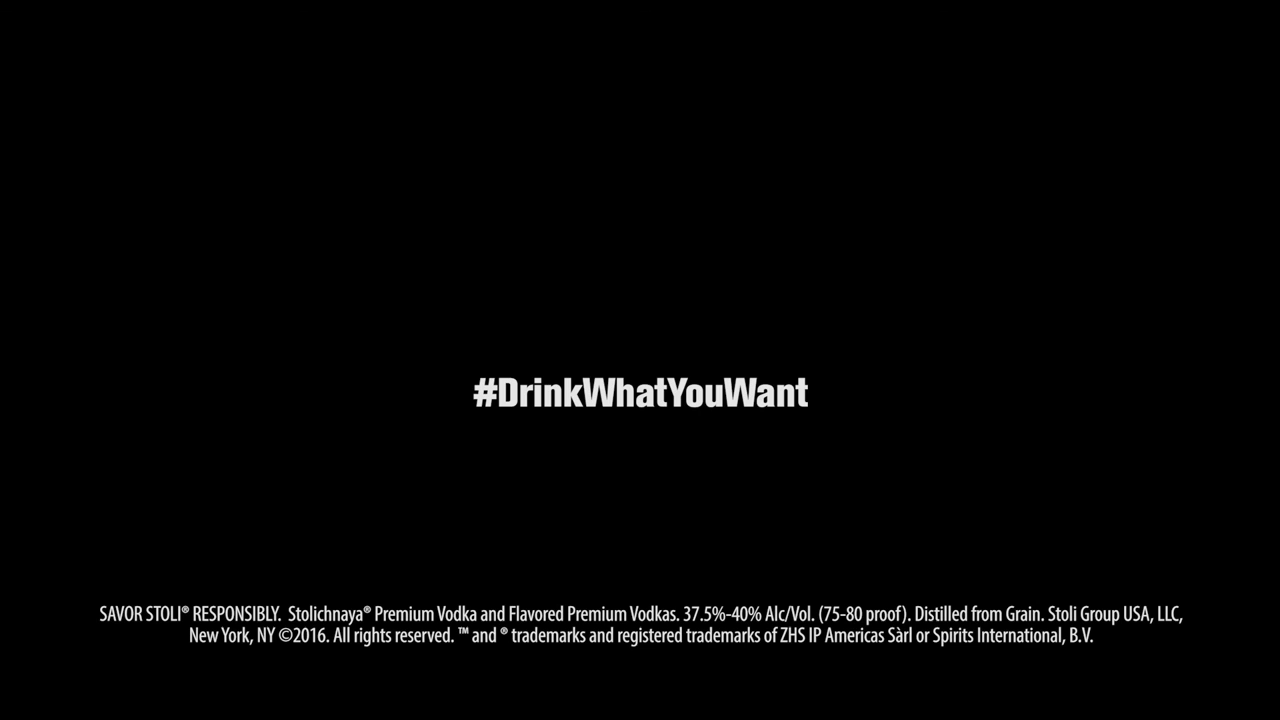 #DrinkWhatYouWant
SAVOR STOLI® RESPONSIBLY. Stolichnaya® Premium Vodka and Flavored Premium Vodkas. 37.5%-40% Alc/Vol. (75-80 proof). Distilled from Grain. Stoli Group USA, LLC,
New York, NY ©2016. All rights reserved. ™ and ® trademarks and registered trademarks of ZHS IP Americas Sàrl or Spirits International, B.V.